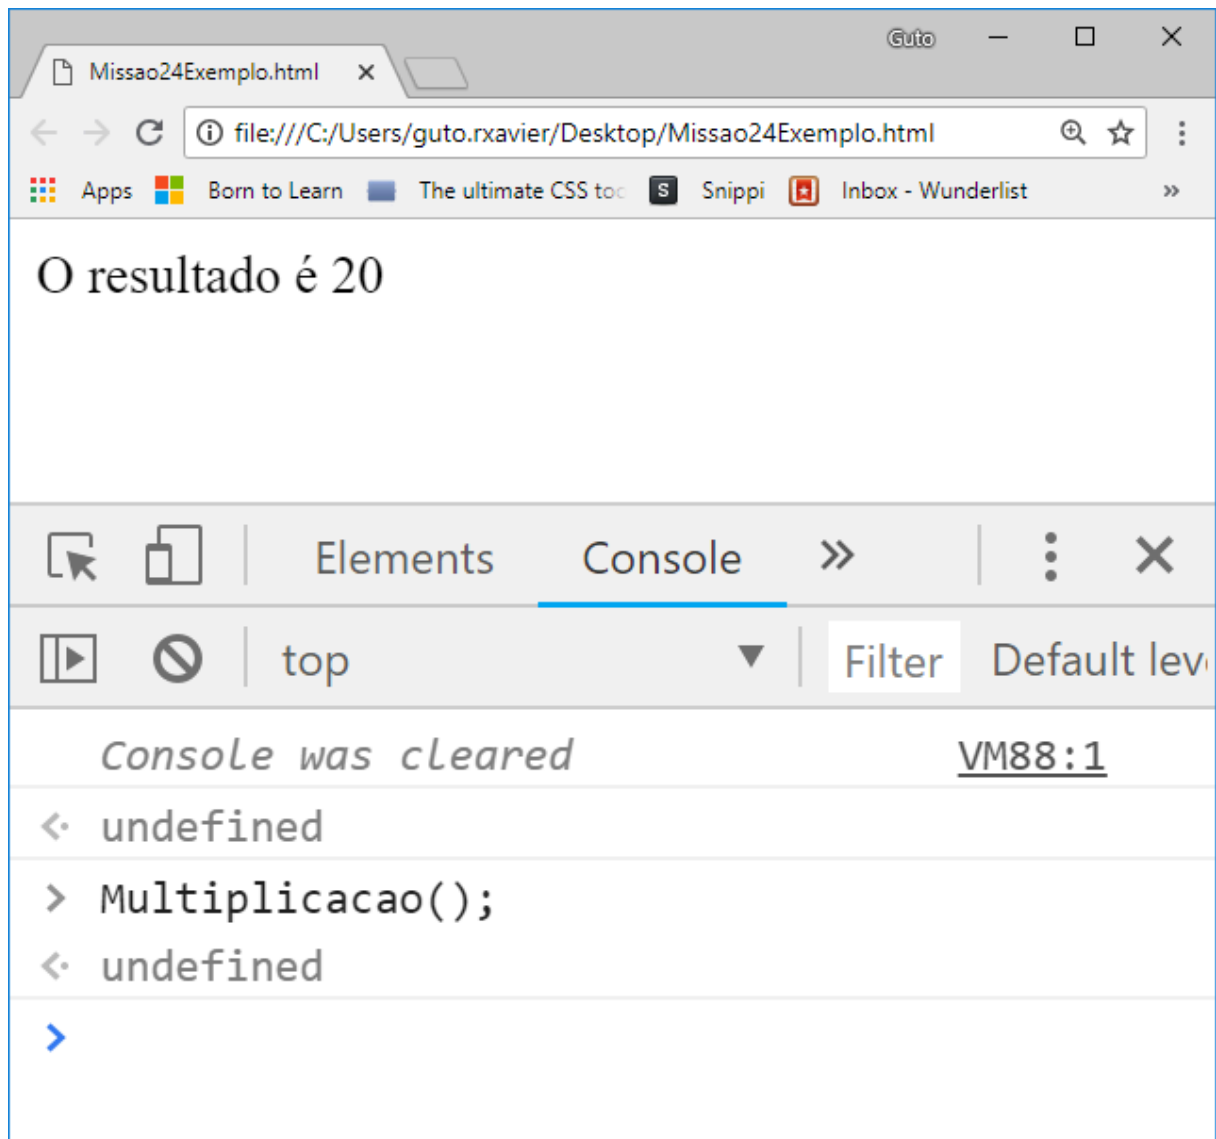 Guto
Missao24Exemplo.html
file:///C:/Users/guto.rxavier/Desktop/Missao24Exemplo.html
Apps Born to Learn The ultimate CSS too S Snippi Inbox - Wunderlist »
O resultado é 20
Elements Console »
top Filter Default lev
Console was cleared VM88:1
undefined
> Multiplicacao();
undefined
>